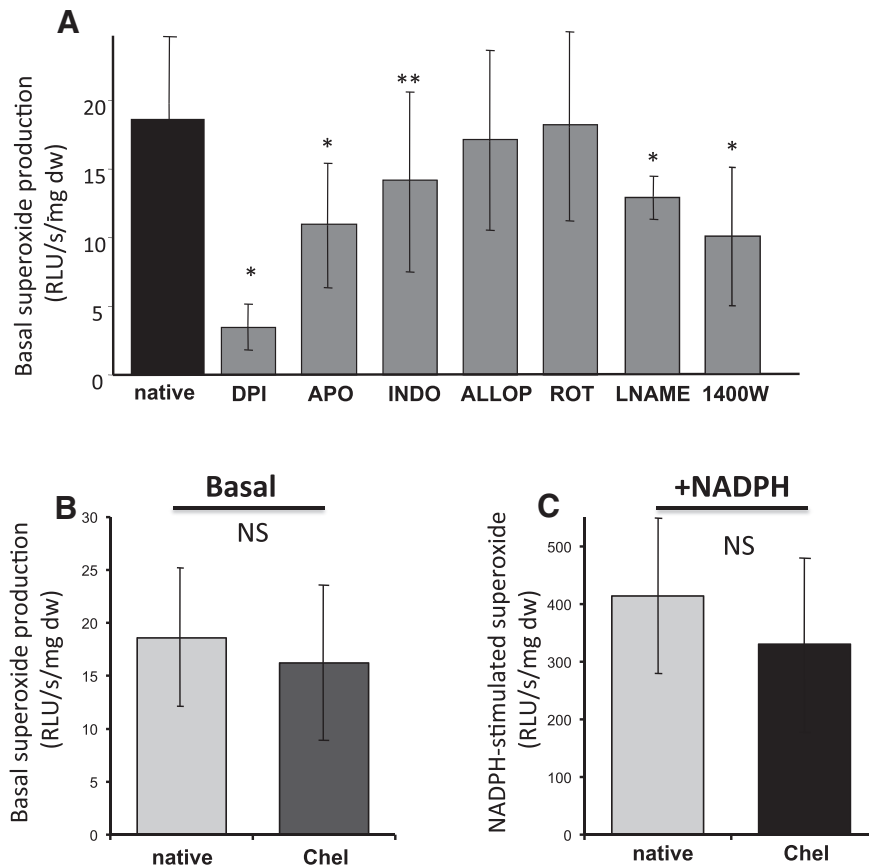 A
Basal superoxide production
(RLU/s/mg dw)
20
15
10
5
0
*
*
**
*
*
native DPI APO INDO ALLOP ROT LNAME 1400W
B
Basal
NS
Basal superoxide production
(RLU/s/mg dw)
30
25
20
15
10
5
0
native Chel
C
+NADPH
NS
NADPH-stimulated superoxide
(RLU/s/mg dw)
500
400
300
200
100
0
native Chel